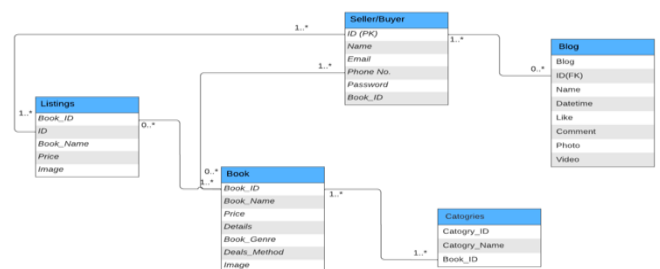 Seller/Buyer
ID (PK)
Name
Email
Phone No.
Password
Book_ID
1..*
1..*
1..*
Blog
Blog
ID(FK)
Name
Datetime
Like
Comment
Photo
Video
0..*
Listings
Book_ID
ID
Book_Name
Price
Image
1..*
0..*
Book
Book_ID
Book_Name
Price
Details
Book_Genre
Deals_Method
Image
0..*
1..*
1..*
Catogries
Catogry_ID
Catogry_Name
Book_ID
1..*